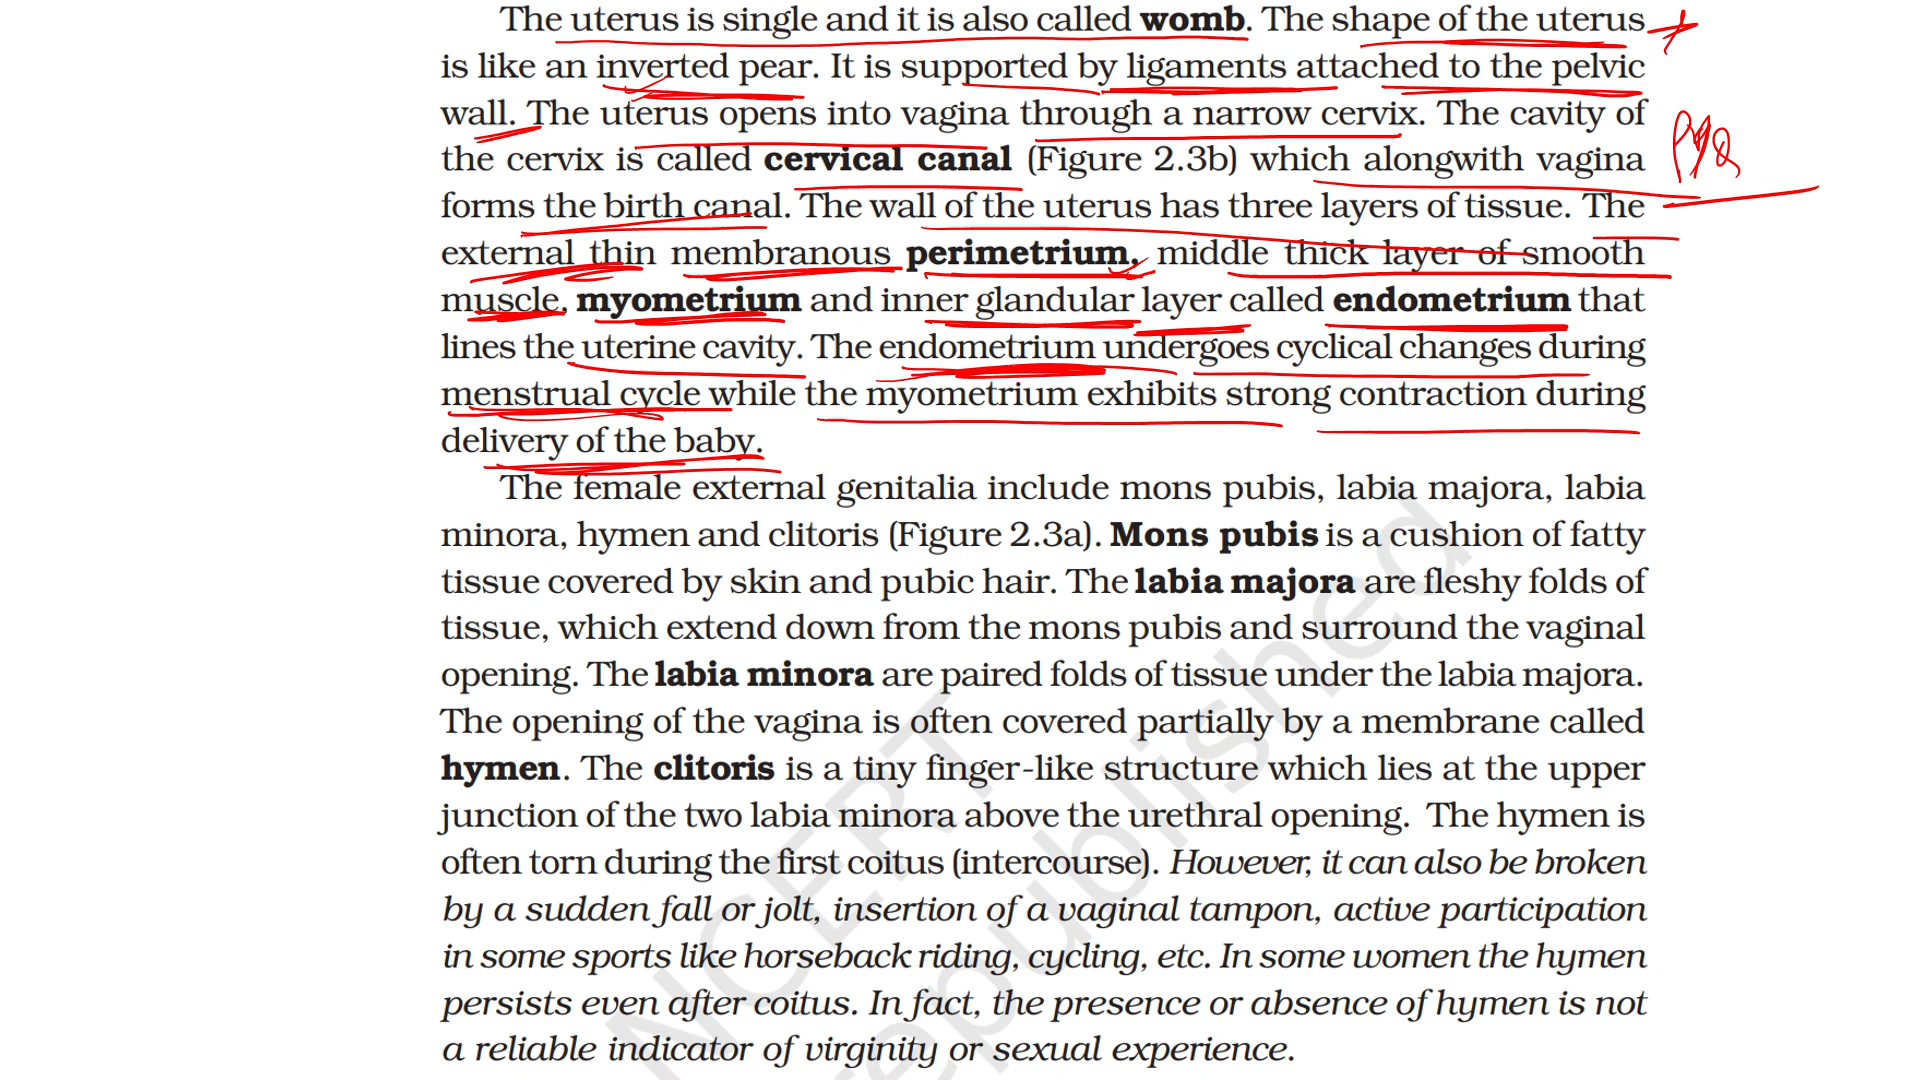 The uterus is single and it is also called womb. The shape of the uterus
is like an inverted pear. It is supported by ligaments attached to the pelvic
wall. The uterus opens into vagina through a narrow cervix. The cavity of
the cervix is called cervical canal (Figure 2.3b) which alongwith vagina
forms the birth canal. The wall of the uterus has three layers of tissue. The
external thin membranous perimetrium, middle thick layer of smooth
muscle, myometrium and inner glandular layer called endometrium that
lines the uterine cavity. The endometrium undergoes cyclical changes during
menstrual cycle while the myometrium exhibits strong contraction during
delivery of the baby.
The female external genitalia include mons pubis, labia majora, labia
minora, hymen and clitoris (Figure 2.3a). Mons pubis is a cushion of fatty
tissue covered by skin and pubic hair. The labia majora are fleshy folds of
tissue, which extend down from the mons pubis and surround the vaginal
opening. The labia minora are paired folds of tissue under the labia majora.
The opening of the vagina is often covered partially by a membrane called
hymen. The clitoris is a tiny finger-like structure which lies at the upper
junction of the two labia minora above the urethral opening. The hymen is
often torn during the first coitus (intercourse). However, it can also be broken
by a sudden fall or jolt, insertion of a vaginal tampon, active participation
in some sports like horseback riding, cycling, etc. In some women the hymen
persists even after coitus. In fact, the presence or absence of hymen is not
a reliable indicator of virginity or sexual experience.
NCERT
republished